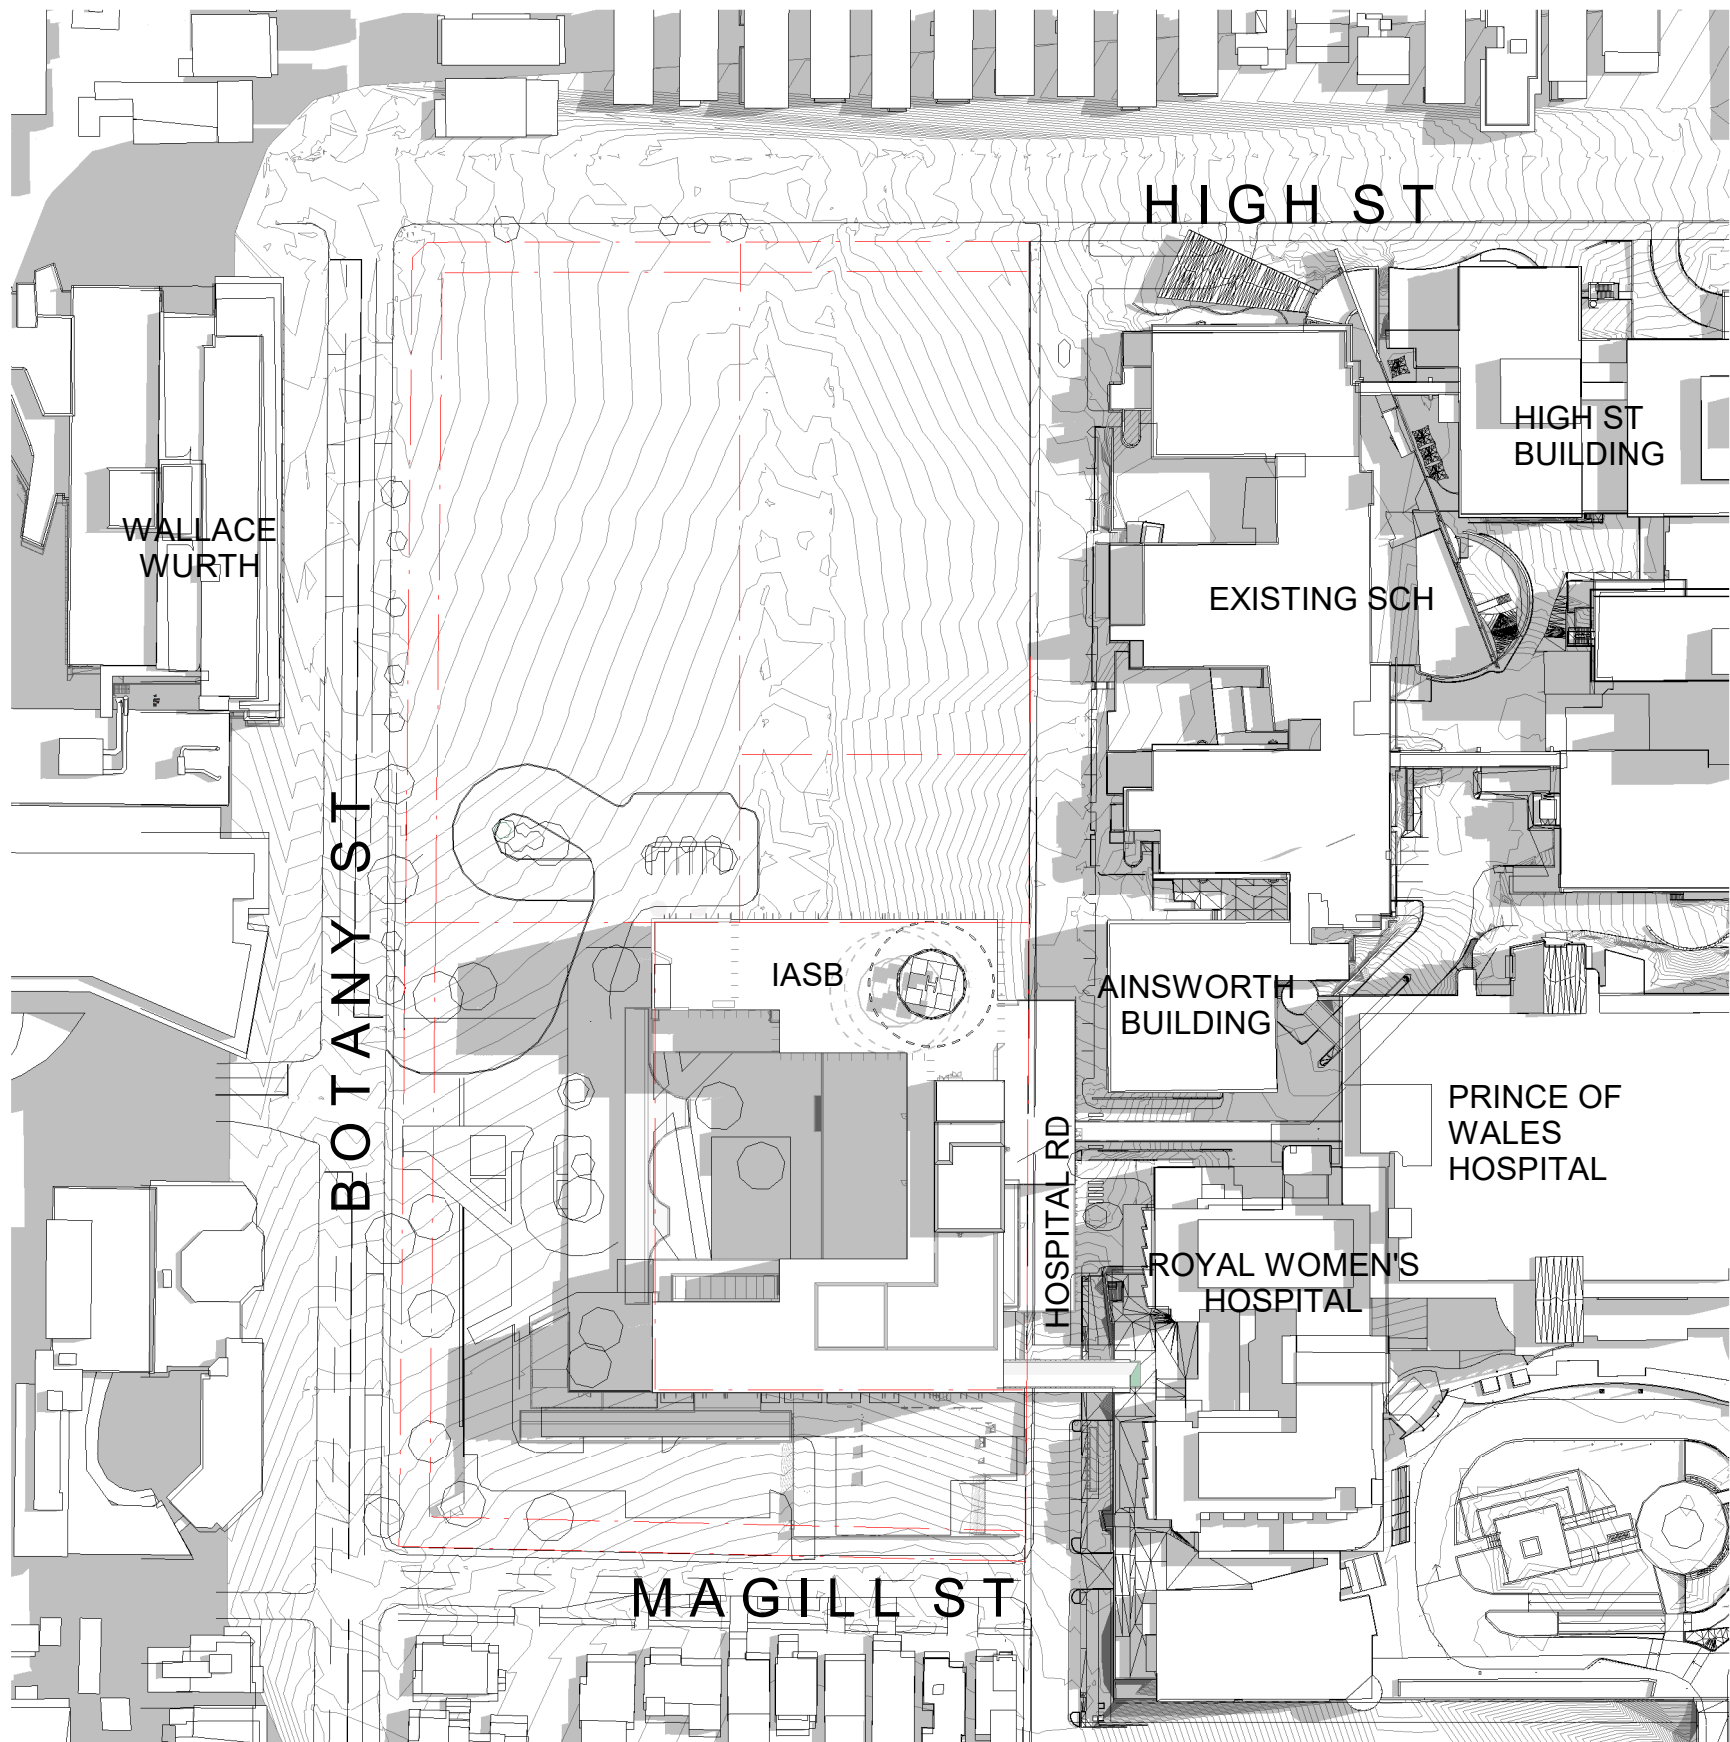 HIGH ST
HIGH ST
BUILDING
WALLACE
WURTH
EXISTING SCH
BOTANY ST
IASB
AINSWORTH
BUILDING
PRINCE OF
WALES
HOSPITAL
HOSPITAL RD
ROYAL WOMEN'S
HOSPITAL
MAGILL ST